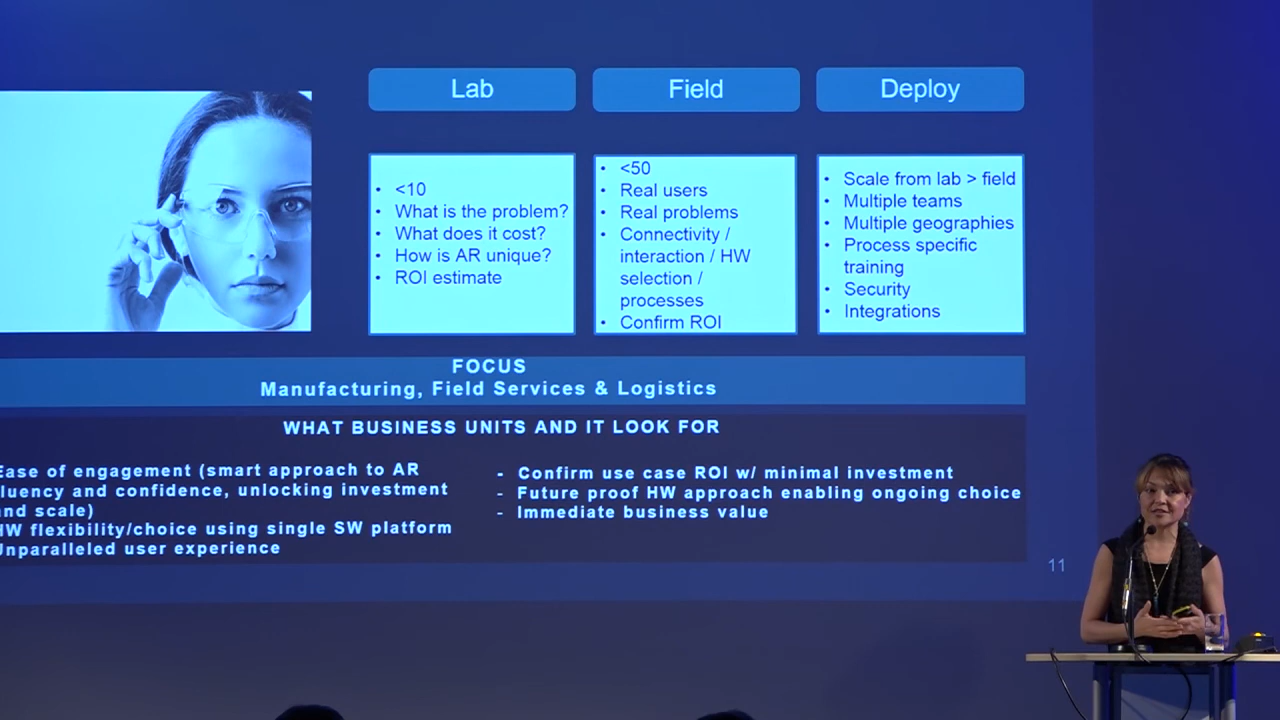 Lab
Field
Deploy
• <10
• What is the problem?
• What does it cost?
• How is AR unique?
• ROI estimate
• <50
• Real users
• Real problems
• Connectivity /
interaction / HW
selection /
processes
• Confirm ROI
• Scale from lab > field
• Multiple teams
• Multiple geographies
• Process specific
training
• Security
• Integrations
FOCUS
Manufacturing, Field Services & Logistics
WHAT BUSINESS UNITS AND IT LOOK FOR
Ease of engagement (smart approach to AR
luency and confidence, unlocking investment
and scale)
HW flexibility/choice using single SW platform
Unparalleled user experience
- Confirm use case ROI w/ minimal investment
- Future proof HW approach enabling ongoing choice
- Immediate business value
11